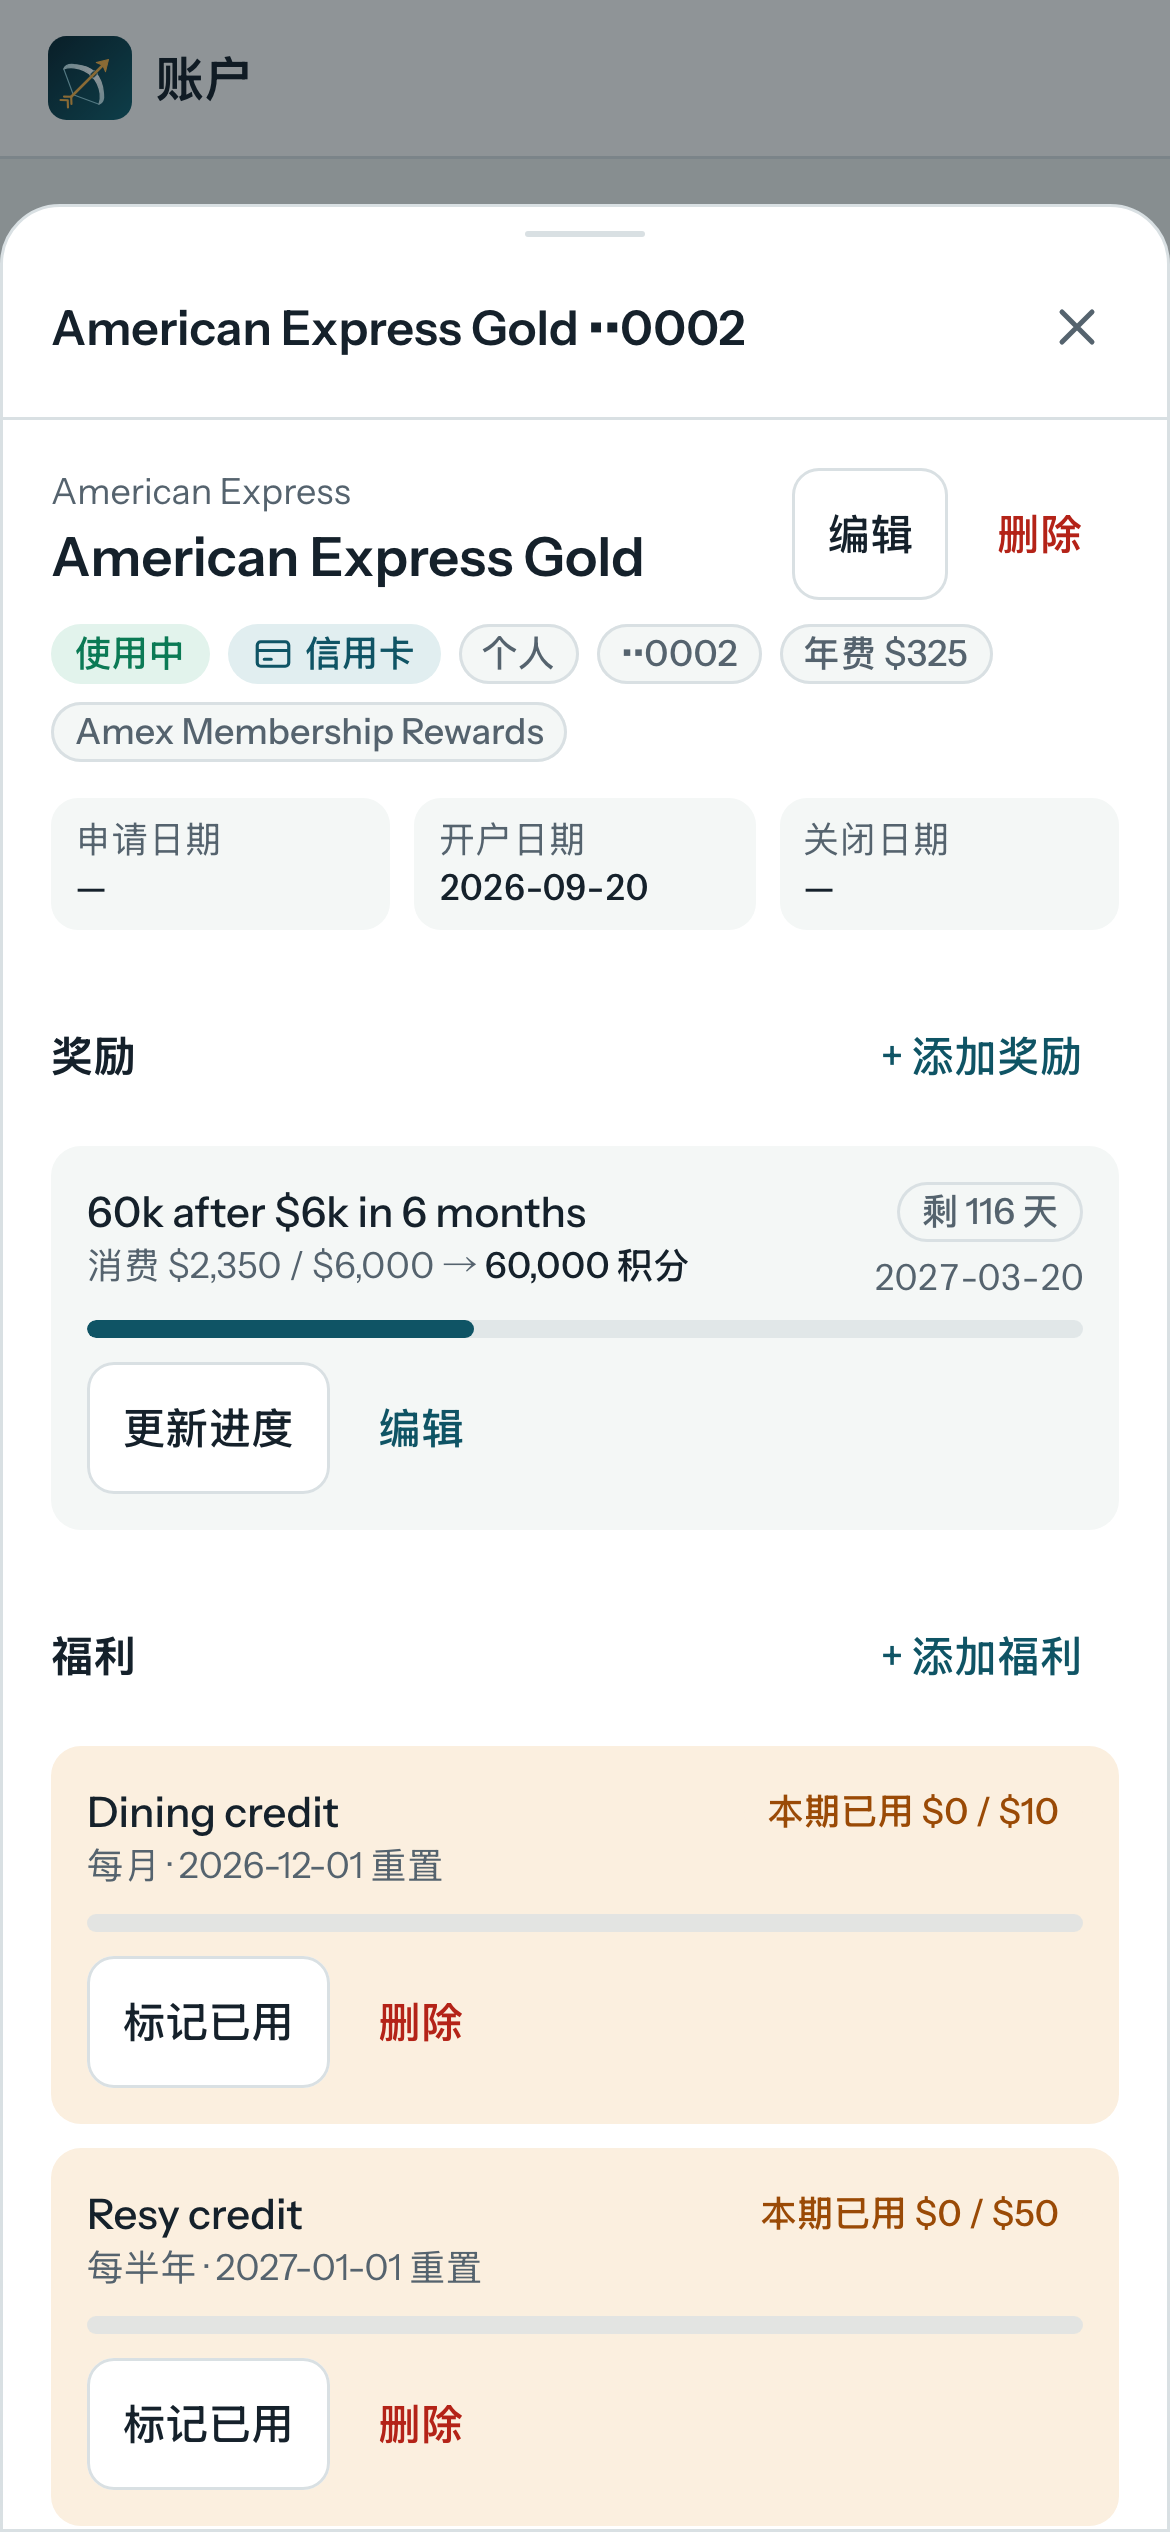 账户
American Express Gold ··0002
American Express
American Express Gold
编辑
删除
使用中
信用卡
个人
··0002
年费 $325
Amex Membership Rewards
申请日期
—
开户日期
2026-09-20
关闭日期
—
奖励
+ 添加奖励
60k after $6k in 6 months
剩 116 天
消费 $2,350 / $6,000 → 60,000 积分
2027-03-20
更新进度
编辑
福利
+ 添加福利
Dining credit
本期已用 $0 / $10
每月 · 2026-12-01 重置
标记已用
删除
Resy credit
本期已用 $0 / $50
每半年 · 2027-01-01 重置
标记已用
删除